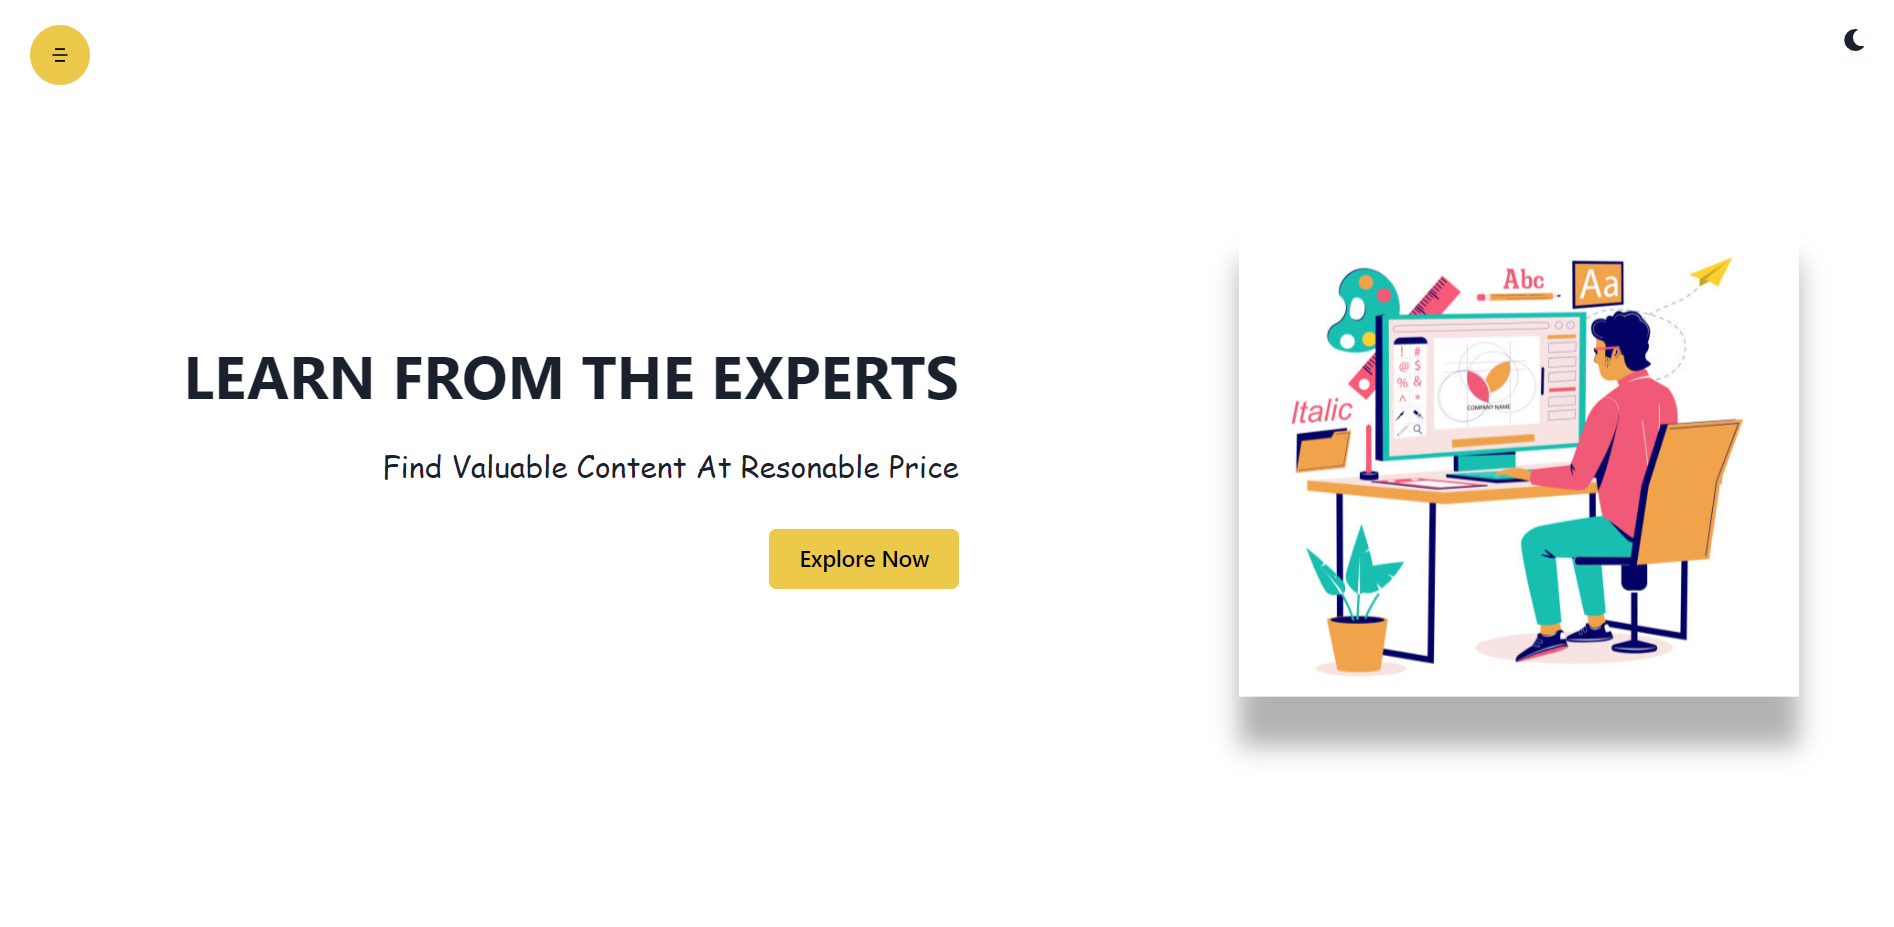 LEARN FROM THE EXPERTS
Find Valuable Content At Resonable Price
Explore Now
Abc
Aa
Italic
! #
@ $
% &
^ *
COMPANY NAME